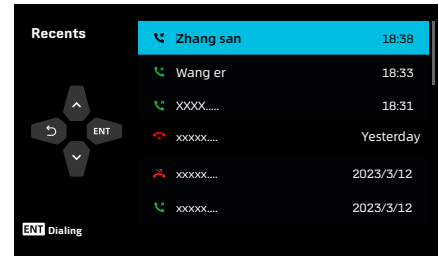 Recents
Zhang san 18:38
Wang er 18:33
XXXX..... 18:31
ENT xxxxx.... Yesterday
xxxxx.... 2023/3/12
xxxxx.... 2023/3/12
ENT Dialing